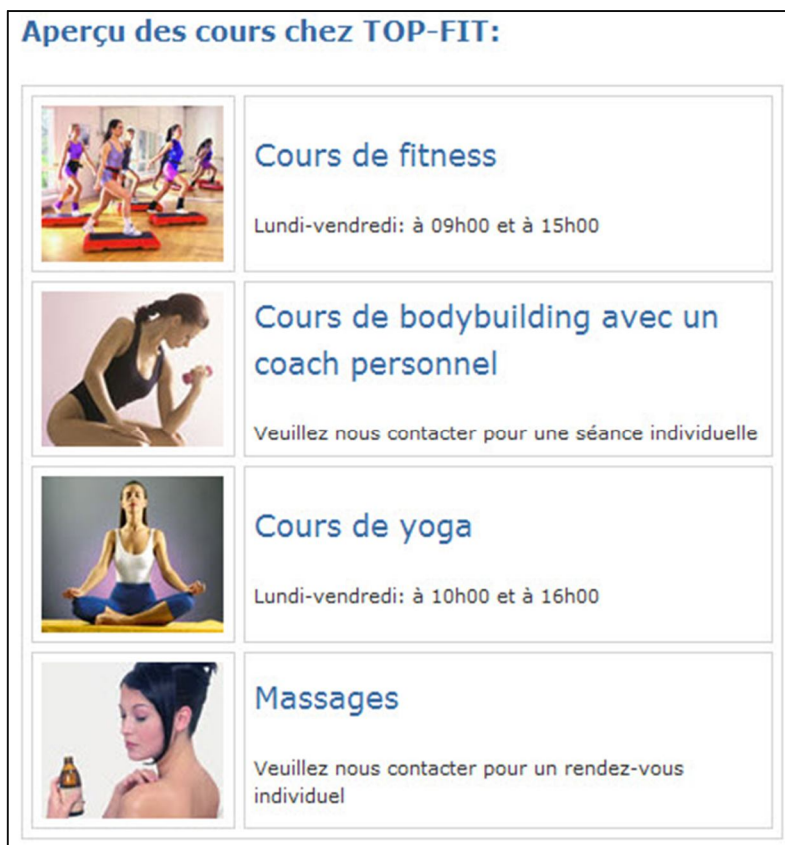 Aperçu des cours chez TOP-FIT:
Cours de fitness
Lundi-vendredi: à 09h00 et à 15h00
Cours de bodybuilding avec un
coach personnel
Veuillez nous contacter pour une séance individuelle
Cours de yoga
Lundi-vendredi: à 10h00 et à 16h00
Massages
Veuillez nous contacter pour un rendez-vous
individuel